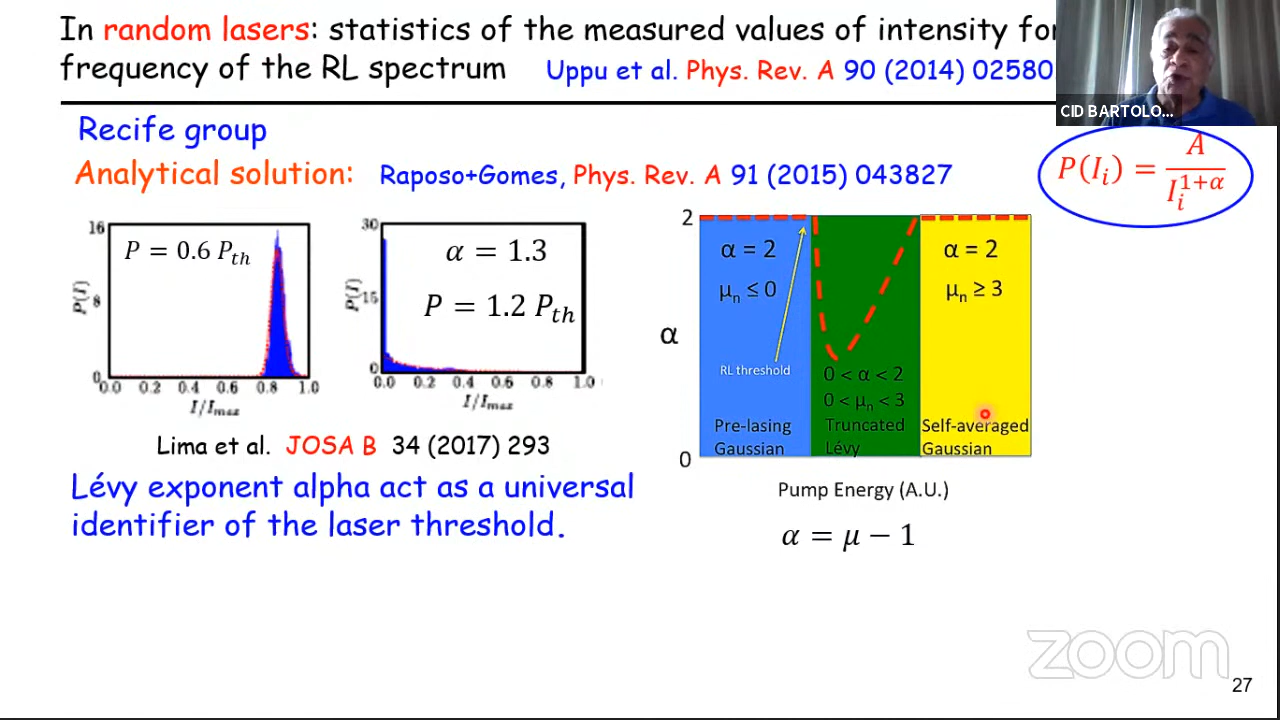 In random lasers: statistics of the measured values of intensity for
frequency of the RL spectrum Uppu et al. Phys. Rev. A 90 (2014) 02580
CID BARTOLO...
Recife group
Analytical solution: Raposo+Gomes, Phys. Rev. A 91 (2015) 043827
P(I_i) = A / I_i^{1+α}
16
8
0
P(I)
P = 0.6 P_th
0.0 0.2 0.4 0.6 0.8 1.0
I/I_max
30
15
0
P(I)
α = 1.3
P = 1.2 P_th
0.0 0.2 0.4 0.6 0.8 1.0
I/I_max
2
α
0
α = 2
μ_n ≤ 0
RL threshold
Pre-lasing
Gaussian
0 < α < 2
0 < μ_n < 3
Truncated
Lévy
α = 2
μ_n ≥ 3
Self-averaged
Gaussian
Pump Energy (A.U.)
α = μ − 1
Lima et al. JOSA B 34 (2017) 293
Lévy exponent alpha act as a universal
identifier of the laser threshold.
zoom
27